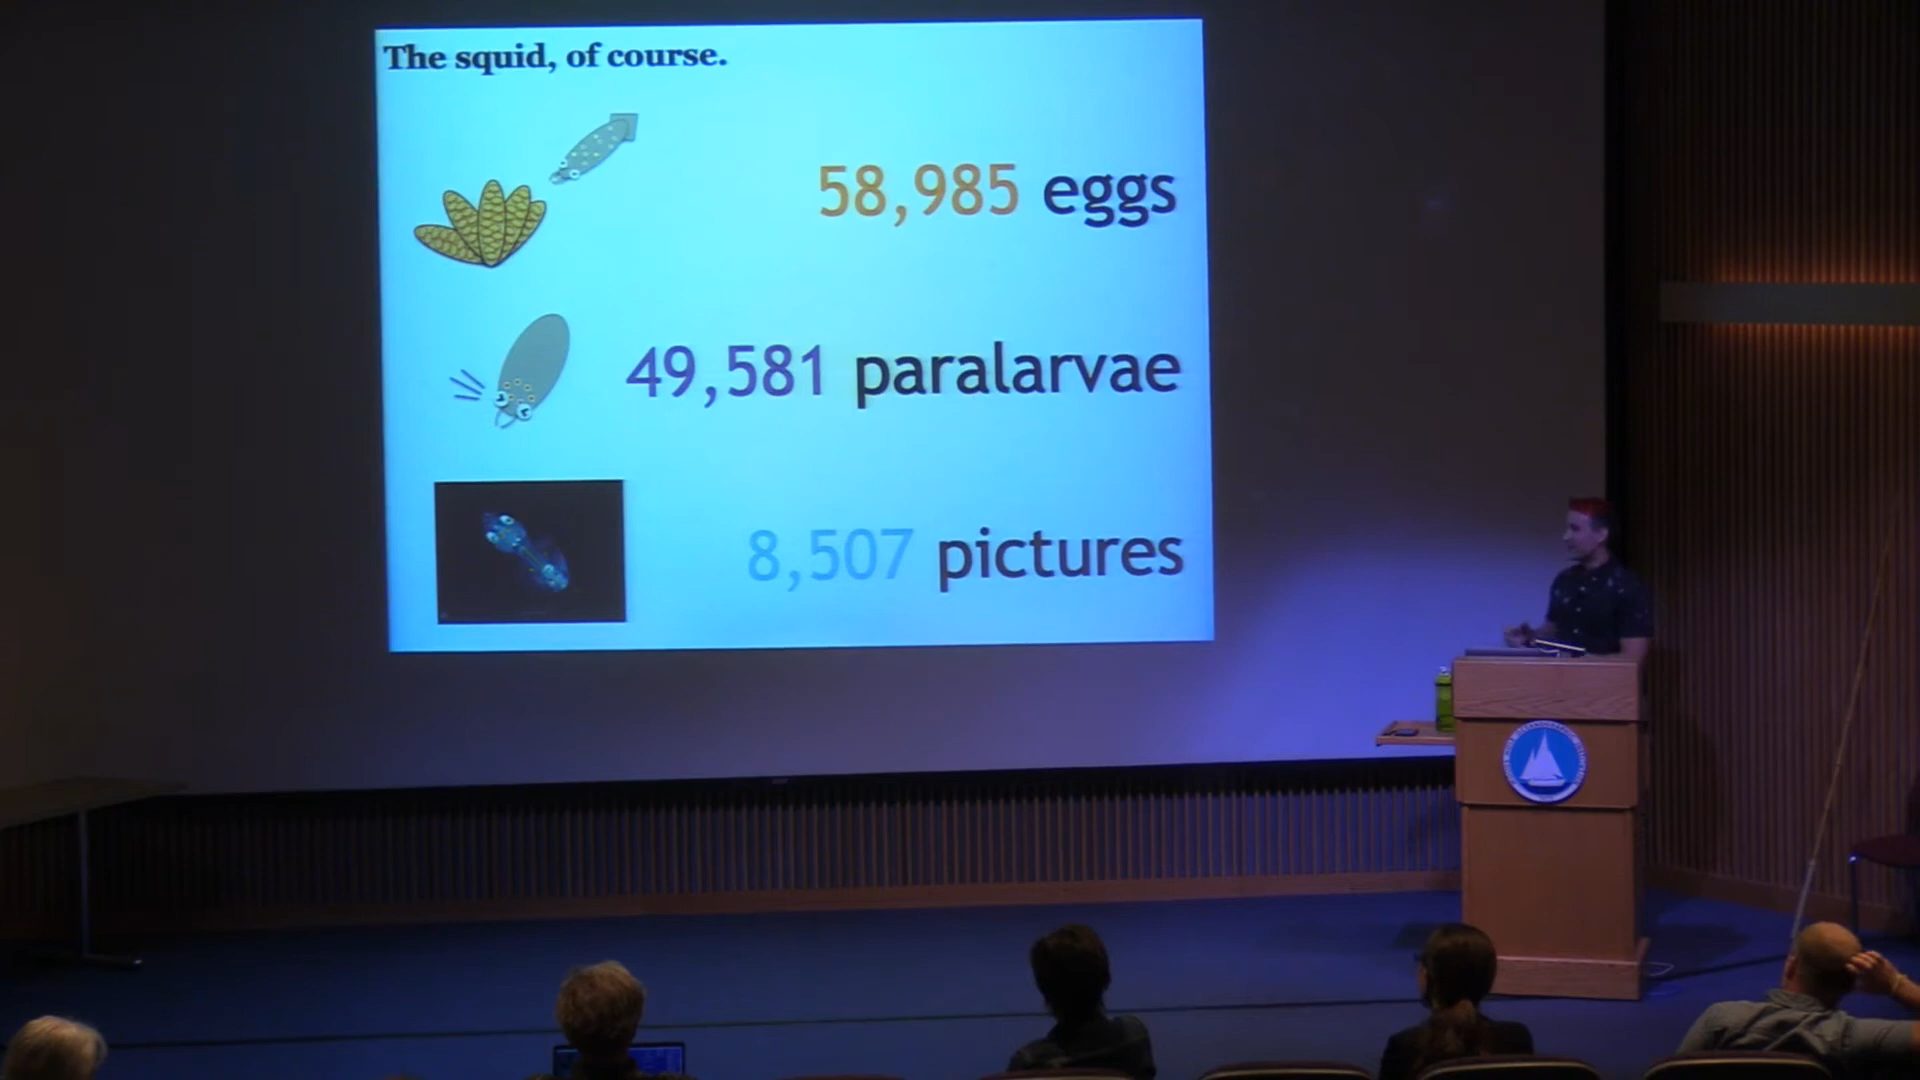 The squid, of course.
58,985 eggs
49,581 paralarvae
8,507 pictures